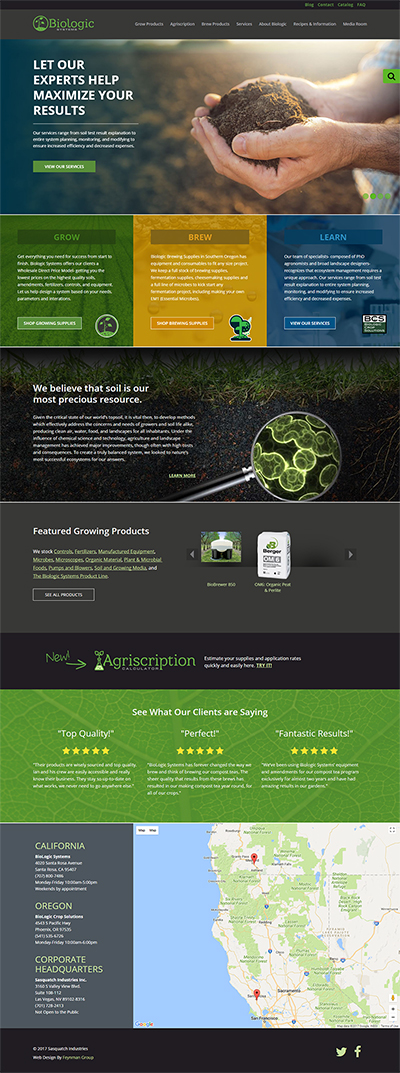 Blog Contact Catalog FAQ
Biologic
SYSTEMS
Grow Products Agriscription Brew Products Services About Biologic Recipes & Information Media Room
LET OUR
EXPERTS HELP
MAXIMIZE YOUR
RESULTS
Our services range from soil test result explanation to
entire system planning, monitoring, and modifying to
ensure increased efficiency and decreased expenses.
VIEW OUR SERVICES
GROW
Get everything you need for success from start to
finish. Biologic Systems offers our clients a
Wholesale Direct Price Model: getting you the
lowest prices on the highest quality soils,
amendments, fertilizers, controls, and equipment.
Let us help design a system based on your needs,
parameters and interations.
SHOP GROWING SUPPLIES
BREW
Biologic Brewing Supplies in Southern Oregon has
equipment and consumables to fit any size project.
We keep a full stock of brewing supplies,
fermentation supplies, cheesemaking supplies and
a full line of microbes to kick start any
fermentation project, including making your own
EM1 (Essential Microbes).
SHOP BREWING SUPPLIES
LEARN
Our team of specialists- composed of PhD
agronomists and broad landscape designers-
recognizes that ecosystem management requires a
unique approach. Our services range from soil test
result explanation to entire system planning,
monitoring, and modifying to ensure increased
efficiency and decreased expenses.
VIEW OUR SERVICES
BCS
BIOLOGIC
CROP
SOLUTIONS
We believe that soil is our
most precious resource.
Given the critical state of our world's topsoil, it is vital then, to develop methods
which effectively address the concerns and needs of growers and soil life alike,
producing clean air, water, food, and landscapes for all inhabitants. Under the
influence of chemical science and technology, agriculture and landscape
management has achieved major improvements, though often with high costs
and consequences. To create a truly balanced system, we looked to nature's
most successful ecosystems for our answers.
LEARN MORE
Featured Growing Products
We stock Controls, Fertilizers, Manufactured Equipment,
Microbes, Microscopes, Organic Material, Plant & Microbial
Foods, Pumps and Blowers, Soil and Growing Media, and
The Biologic Systems Product Line.
SEE ALL PRODUCTS
Berger
OM 6
BioBrewer 850
OM6: Organic Peat
& Perlite
New!
Agriscription
CALCULATOR
Estimate your supplies and application rates
quickly and easily here. TRY IT!
See What Our Clients are Saying
"Top Quality!"
"Their products are wisely sourced and top quality.
Ian and his crew are easily accessible and really
know their business. They stay so up-to-date on
what works, we never need to go anywhere else."
"Perfect!"
"BioLogic Systems has forever changed the way we
brew and think of brewing our compost teas. The
sheer quality that results from these brews has
resulted in our making compost tea year round, for
all of our crops."
"Fantastic Results!"
"We've been using Biologic Systems' equipment
and amendments for our compost tea program
exclusively for almost two years and have had
amazing results in our gardens."
CALIFORNIA
BioLogic Systems
4020 Santa Rosa Avenue
Santa Rosa, CA 95407
(707) 800-7486
Monday-Friday 10:00am-5:00pm
Weekends by appointment
OREGON
BioLogic Crop Solutions
4543 S Pacific Hwy
Phoenix, OR 97535
(541) 535-6726
Monday-Friday 10:00am-6:00pm
CORPORATE
HEADQUARTERS
Sasquatch Industries Inc.
3160 S Valley View Blvd.
Suite 108-112
Las Vegas, NV 89102-8316
(701) 728-2413
Not Open to the Public
Map Map
Sacramento
San Francisco
Google
© 2017 Sasquatch Industries
Web Design By Feynman Group